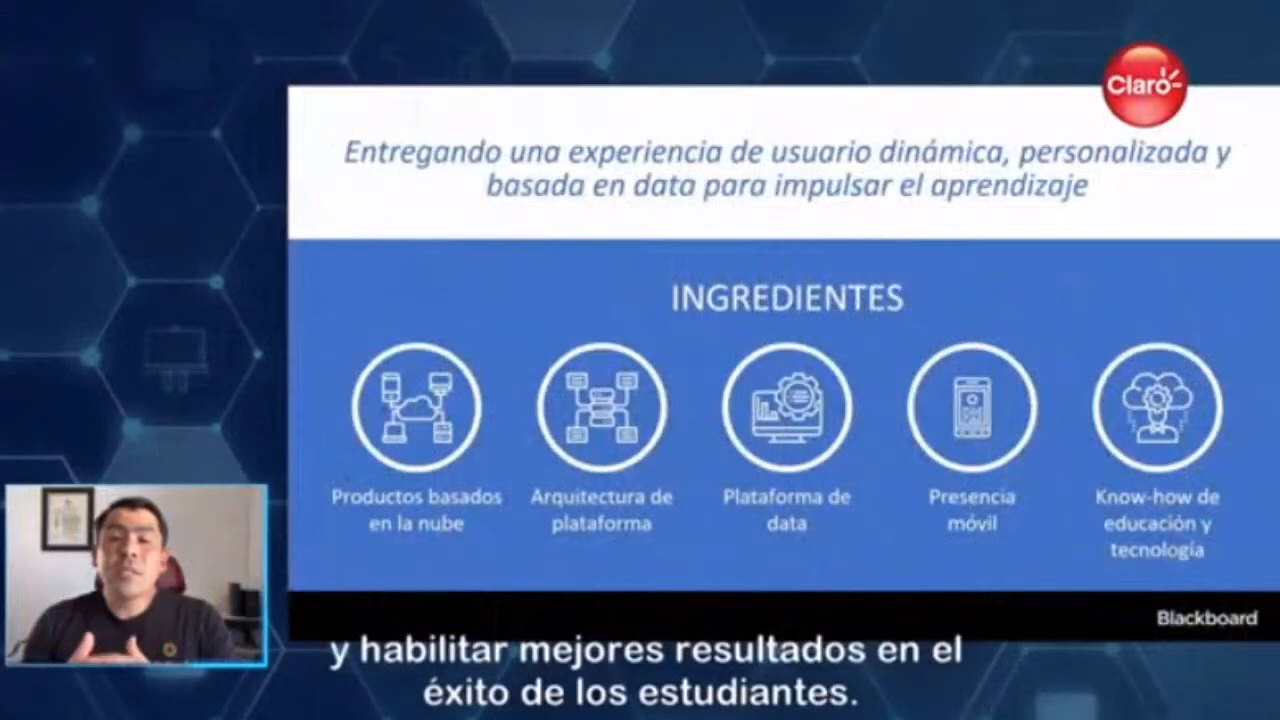 Claro
Entregando una experiencia de usuario dinámica, personalizada y
basada en data para impulsar el aprendizaje
INGREDIENTES
Productos basados
en la nube
Arquitectura de
plataforma
Plataforma de
data
Presencia
móvil
Know-how de
educación y
tecnología
Blackboard
y habilitar mejores resultados en el
éxito de los estudiantes.